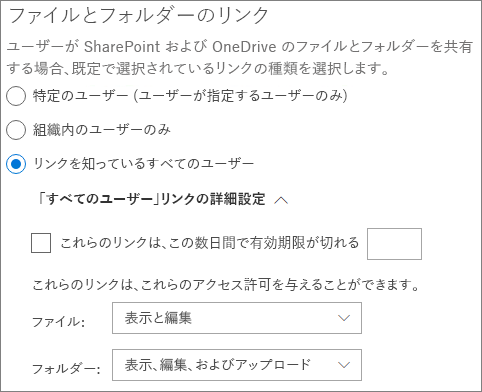 ファイルとフォルダーのリンク
ユーザーが SharePoint および OneDrive のファイルとフォルダーを共有
する場合、既定で選択されているリンクの種類を選択します。
特定のユーザー (ユーザーが指定するユーザーのみ)
組織内のユーザーのみ
リンクを知っているすべてのユーザー
「すべてのユーザー」リンクの詳細設定
これらのリンクは、この数日間で有効期限が切れる
これらのリンクは、これらのアクセス許可を与えることができます。
ファイル: 表示と編集
フォルダー: 表示、編集、およびアップロード